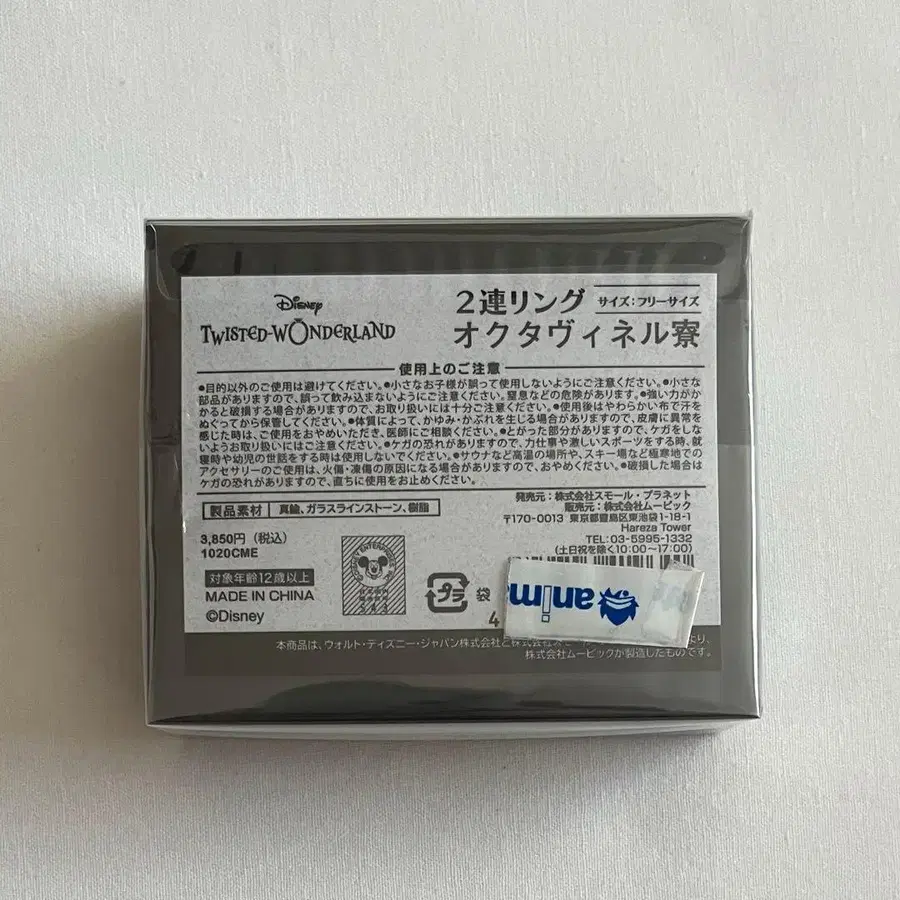 Disney
TWISTED-WONDERLAND
2連リング
サイズ:フリーサイズ
オクタヴィネル寮
使用上のご注意
●目的以外のご使用は避けてください。●小さなお子様が誤って使用しないようにご注意ください。●小さな
部品がありますので、誤って飲み込まないようにご注意ください。窒息などの危険があります。●強い力がか
かると破損する場合がありますので、お取り扱いには十分ご注意ください。●使用後はやわらかい布で汗を
ぬぐってから保管してください。●体質によって、かゆみ・かぶれを生じる場合がありますので、皮膚に異常を
感じた時は、ご使用をおやめいただき、医師にご相談ください。●とがった部分がありますので、ケガをしな
いようお取り扱いにはご注意ください。●ケガの恐れがありますので、力仕事や激しいスポーツをする時、就
寝時や幼児の世話をする時は使用しないでください。●サウナなど高温の場所や、スキー場など極寒地での
アクセサリーのご使用は、火傷・凍傷の原因になる場合がありますので、おやめください。●破損した場合は
ケガの恐れがありますので、直ちに使用をお止めください。
製品素材 真鍮、ガラスラインストーン、樹脂
3,850円(税込)
1020CME
対象年齢12歳以上
MADE IN CHINA
©Disney
発売元:株式会社スモール・プラネット
販売元:株式会社ムービック
〒170-0013 東京都豊島区東池袋1-18-1
Hareza Tower
TEL:03-5995-1332
(土日祝を除く10:00~17:00)
プラ 袋
4
anim
本商品は、ウォルト・ディズニー・ジャパン株式会社と株式会社ス
より、
株式会社ムービックが製造したものです。